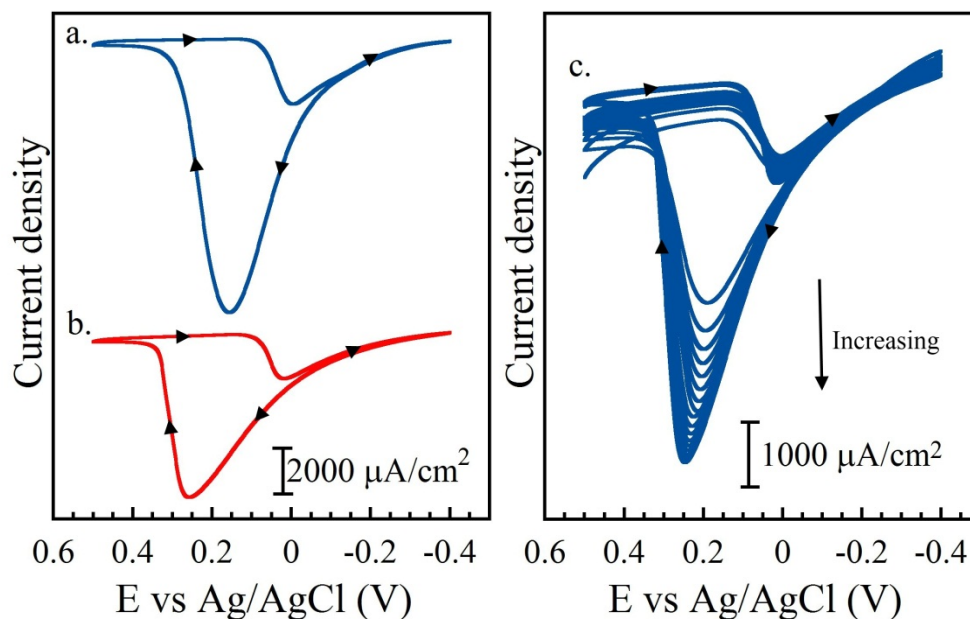 a.
b.
Current density
2000 μA/cm²
0.6 0.4 0.2 0 -0.2 -0.4
E vs Ag/AgCl (V)
c.
Current density
Increasing
1000 μA/cm²
0.6 0.4 0.2 0 -0.2 -0.4
E vs Ag/AgCl (V)